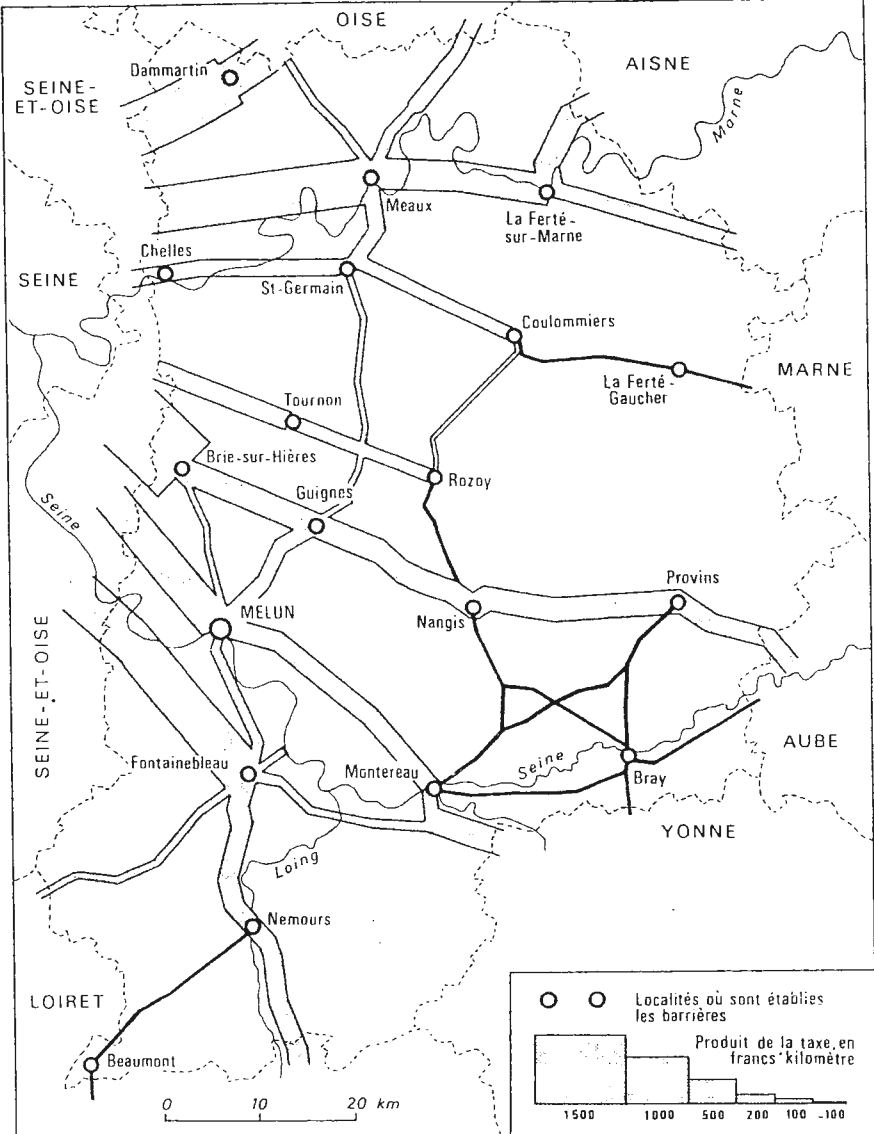 OISE
Dammartin
SEINE-
ET-OISE
AISNE
Marne
Meaux
La Ferté-
sur-Marne
Chelles
SEINE
St-Germain
Coulommiers
MARNE
La Ferté-
Gaucher
Tournon
Brie-sur-Hières
Rozoy
Guignes
Seine
Provins
MELUN
Nangis
SEINE-ET-OISE
AUBE
Fontainebleau
Montereau
Seine
Bray
YONNE
Loing
Nemours
LOIRET
Beaumont
0 10 20 km
Localités où sont établies
les barrières
Produit de la taxe, en
francs/kilomètre
1500 1000 500 200 100 -100